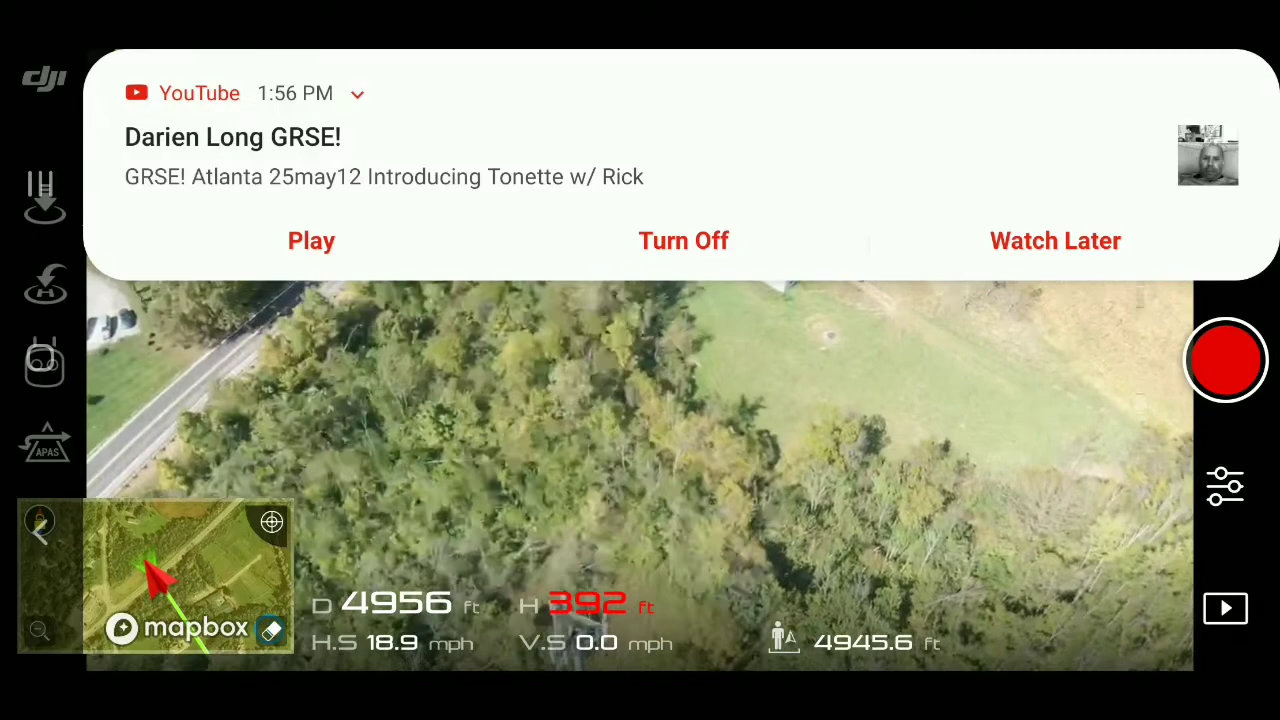 dji
YouTube 1:56 PM
Darien Long GRSE!
GRSE! Atlanta 25may12 Introducing Tonette w/ Rick
Play Turn Off Watch Later
APAS
mapbox
D 4956 ft H 392 ft
H.S 18.9 mph V.S 0.0 mph 4945.6 ft